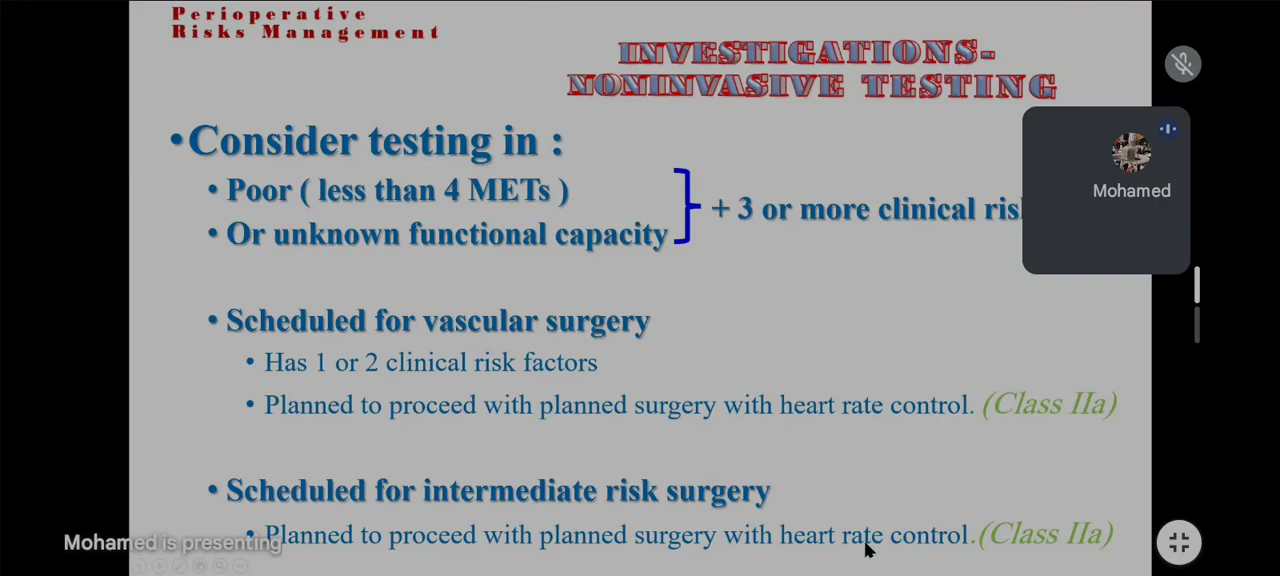 Perioperative
Risks Management
INVESTIGATIONS-
NONINVASIVE TESTING
•Consider testing in :
• Poor ( less than 4 METs )
• Or unknown functional capacity
+ 3 or more clinical
Mohamed
• Scheduled for vascular surgery
• Has 1 or 2 clinical risk factors
• Planned to proceed with planned surgery with heart rate control. (Class IIa)
• Scheduled for intermediate risk surgery
• Planned to proceed with planned surgery with heart rate control.(Class IIa)
Mohamed is presenting